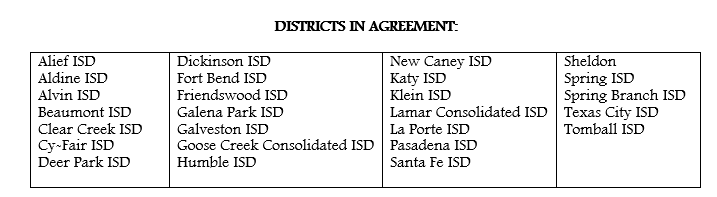 DISTRICTS IN AGREEMENT:
Alief ISD
Aldine ISD
Alvin ISD
Beaumont ISD
Clear Creek ISD
Cy-Fair ISD
Deer Park ISD
Dickinson ISD
Fort Bend ISD
Friendswood ISD
Galena Park ISD
Galveston ISD
Goose Creek Consolidated ISD
Humble ISD
New Caney ISD
Katy ISD
Klein ISD
Lamar Consolidated ISD
La Porte ISD
Pasadena ISD
Santa Fe ISD
Sheldon
Spring ISD
Spring Branch ISD
Texas City ISD
Tomball ISD